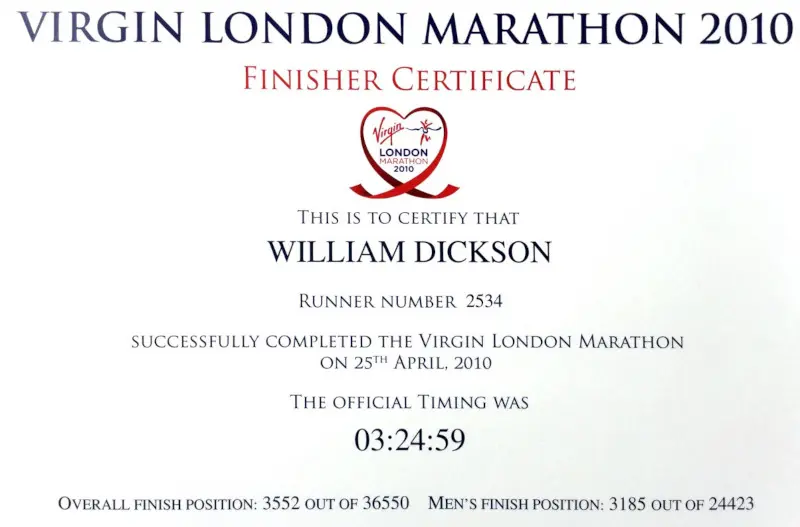 VIRGIN LONDON MARATHON 2010
FINISHER CERTIFICATE
Virgin
LONDON
MARATHON
2010
THIS IS TO CERTIFY THAT
WILLIAM DICKSON
RUNNER NUMBER 2534
SUCCESSFULLY COMPLETED THE VIRGIN LONDON MARATHON
ON 25TH APRIL, 2010
THE OFFICIAL TIMING WAS
03:24:59
OVERALL FINISH POSITION: 3552 OUT OF 36550 MEN'S FINISH POSITION: 3185 OUT OF 24423